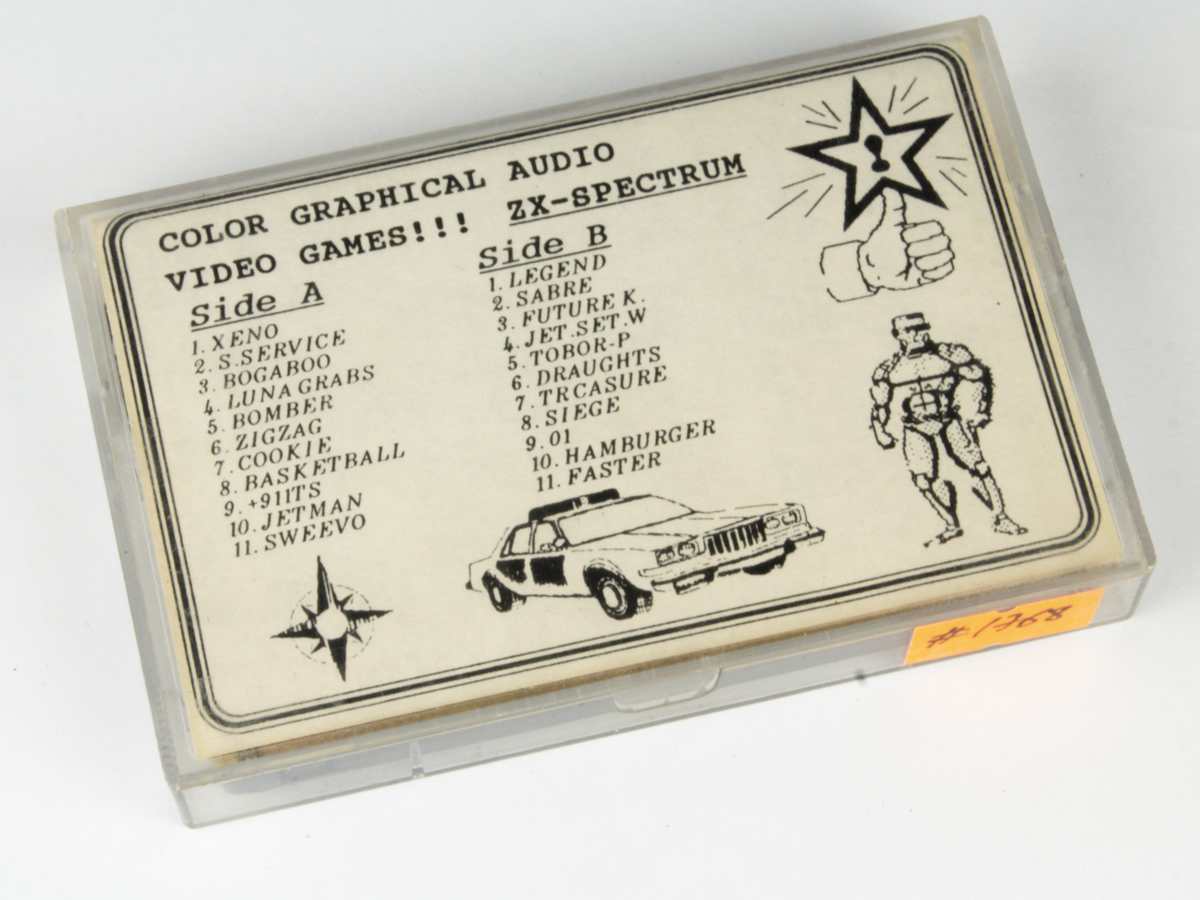 COLOR GRAPHICAL AUDIO
VIDEO GAMES!!! ZX-SPECTRUM
Side A
1. XENO
2. S.SERVICE
3. BOGABOO
4. LUNA GRABS
5. BOMBER
6. ZIGZAG
7. COOKIE
8. BASKETBALL
9. +911TS
10. JETMAN
11. SWEEVO
Side B
1. LEGEND
2. SABRE
3. FUTURE K.
4. JET.SET.W
5. TOBOR-P
6. DRAUGHTS
7. TRCASURE
8. SIEGE
9. 01
10. HAMBURGER
11. FASTER
!